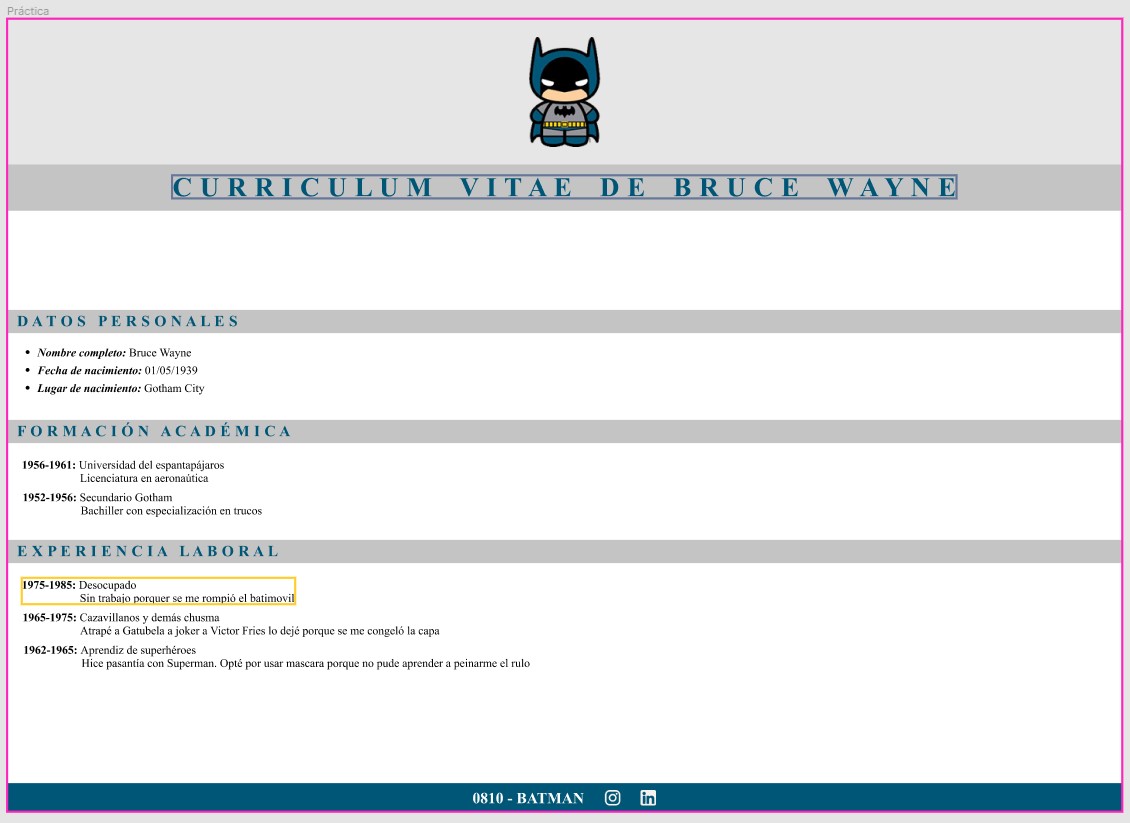 Práctica
CURRICULUM VITAE DE BRUCE WAYNE
DATOS PERSONALES
• Nombre completo: Bruce Wayne
• Fecha de nacimiento: 01/05/1939
• Lugar de nacimiento: Gotham City
FORMACIÓN ACADÉMICA
1956-1961: Universidad del espantapájaros
Licenciatura en aeronaútica
1952-1956: Secundario Gotham
Bachiller con especialización en trucos
EXPERIENCIA LABORAL
1975-1985: Desocupado
Sin trabajo porquer se me rompió el batimovil
1965-1975: Cazavillanos y demás chusma
Atrapé a Gatubela a joker a Victor Fries lo dejé porque se me congeló la capa
1962-1965: Aprendiz de superhéroes
Hice pasantía con Superman. Opté por usar mascara porque no pude aprender a peinarme el rulo
0810 - BATMAN